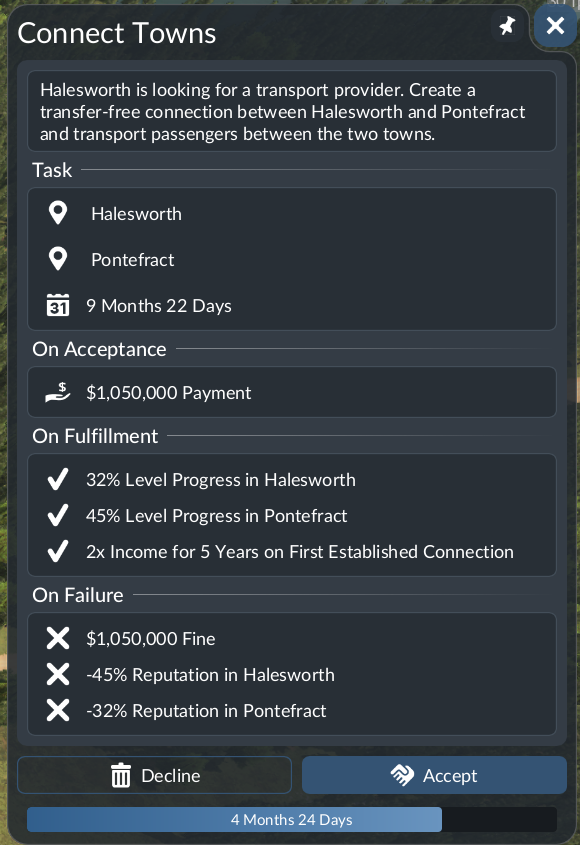 Connect Towns
Halesworth is looking for a transport provider. Create a
transfer-free connection between Halesworth and Pontefract
and transport passengers between the two towns.
Task
Halesworth
Pontefract
31
9 Months 22 Days
On Acceptance
$
$1,050,000 Payment
On Fulfillment
32% Level Progress in Halesworth
45% Level Progress in Pontefract
2x Income for 5 Years on First Established Connection
On Failure
$1,050,000 Fine
-45% Reputation in Halesworth
-32% Reputation in Pontefract
Decline
Accept
4 Months 24 Days